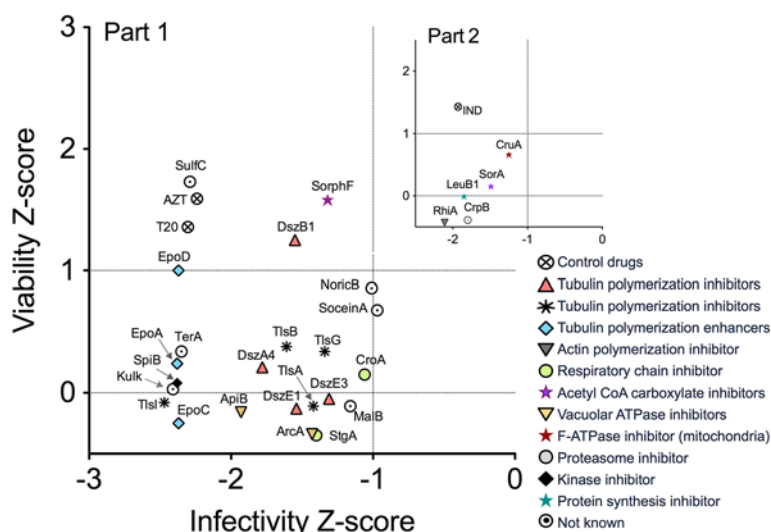 Part 1
Part 2
3
2
1
0
-3
-2
-1
0
Viability Z-score
Infectivity Z-score
2
1
0
-2
-1
0
IND
CruA
SorA
LeuB1
RhiA
CrpB
SulfC
AZT
T20
EpoD
SorphF
DszB1
NoricB
SoceinA
EpoA
TerA
SpiB
Kulk
TlsI
EpoC
TlsB
TlsG
DszA4
TlsA
CroA
DszE3
DszE1
ApiB
MalB
ArcA
StgA
Control drugs
Tubulin polymerization inhibitors
Tubulin polymerization inhibitors
Tubulin polymerization enhancers
Actin polymerization inhibitor
Respiratory chain inhibitor
Acetyl CoA carboxylate inhibitors
Vacuolar ATPase inhibitors
F-ATPase inhibitor (mitochondria)
Proteasome inhibitor
Kinase inhibitor
Protein synthesis inhibitor
Not known